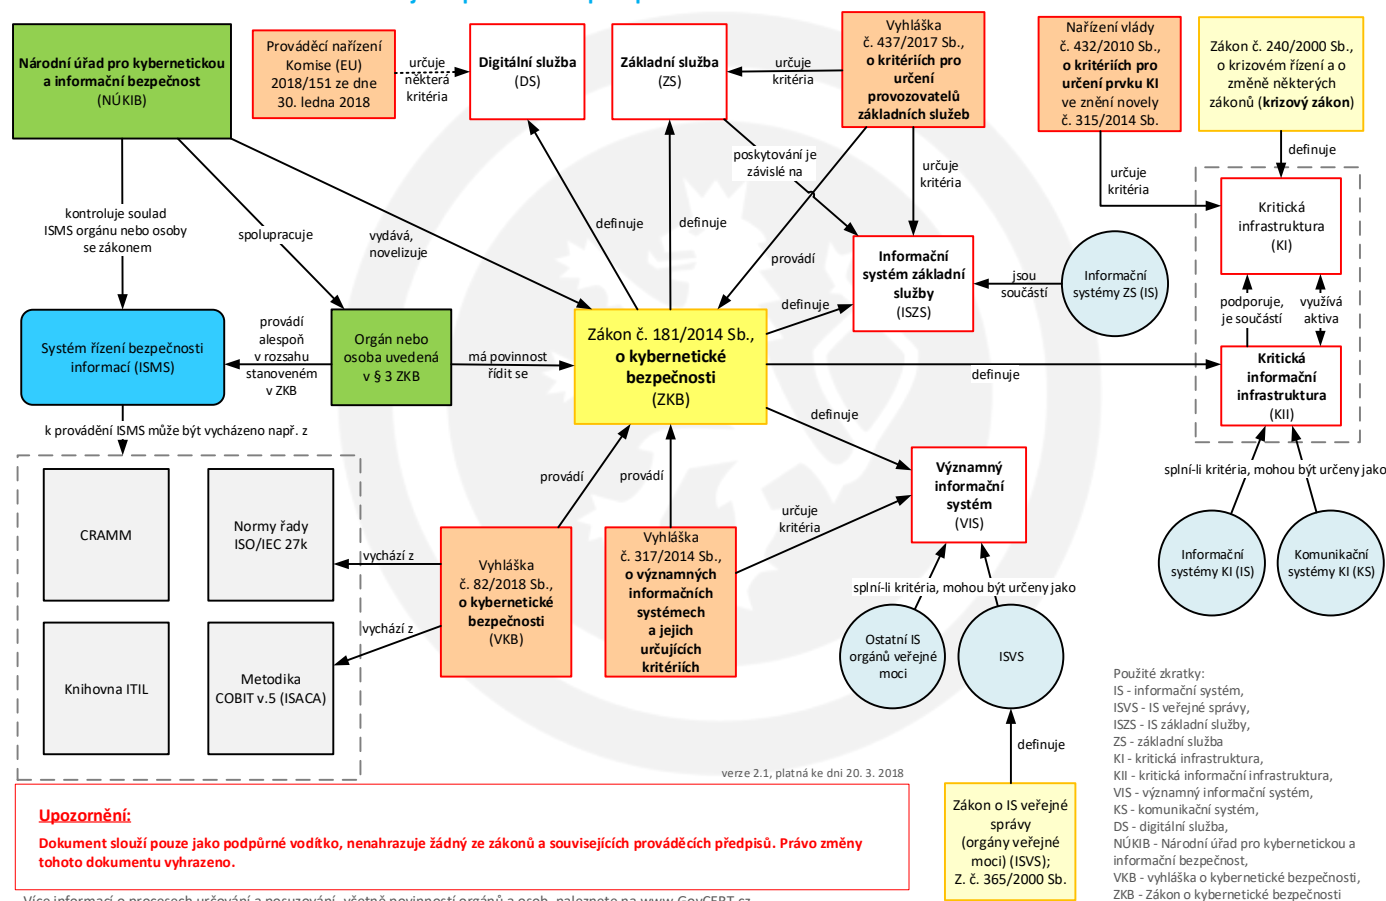 Národní úřad pro kybernetickou
a informační bezpečnost
(NÚKIB)
Prováděcí nařízení
Komise (EU)
2018/151 ze dne
30. ledna 2018
určuje
některá
kritéria
Digitální služba
(DS)
Základní služba
(ZS)
určuje
kritéria
Vyhláška
č. 437/2017 Sb.,
o kritériích pro
určení
provozovatelů
základních služeb
Nařízení vlády
č. 432/2010 Sb.,
o kritériích pro
určení prvku KI
ve znění novely
č. 315/2014 Sb.
Zákon č. 240/2000 Sb.,
o krizovém řízení a o
změně některých
zákonů (krizový zákon)
definuje
poskytování je
závislé na
určuje
kritéria
určuje
kritéria
Kritická
infrastruktura
(KI)
kontroluje soulad
ISMS orgánu nebo osoby
se zákonem
spolupracuje
vydává,
novelizuje
definuje
definuje
provádí
Informační
systém základní
služby
(ISZS)
jsou
součástí
Informační
systémy ZS (IS)
podporuje,
je součástí
využívá
aktiva
Systém řízení bezpečnosti
informací (ISMS)
provádí
alespoň
v rozsahu
stanoveném
v ZKB
Orgán nebo
osoba uvedená
v § 3 ZKB
má povinnost
řídit se
Zákon č. 181/2014 Sb.,
o kybernetické
bezpečnosti
(ZKB)
definuje
definuje
Kritická
informační
infrastruktura
(KII)
k provádění ISMS může být vycházeno např. z
definuje
splní-li kritéria, mohou být určeny jako
CRAMM
Normy řady
ISO/IEC 27k
Knihovna ITIL
Metodika
COBIT v.5 (ISACA)
vychází z
vychází z
provádí
provádí
Vyhláška
č. 82/2018 Sb.,
o kybernetické
bezpečnosti
(VKB)
Vyhláška
č. 317/2014 Sb.,
o významných
informačních
systémech
a jejich
určujících
kritériích
určuje
kritéria
Významný
informační
systém
(VIS)
Informační
systémy KI (IS)
Komunikační
systémy KI (KS)
splní-li kritéria, mohou být určeny jako
Ostatní IS
orgánů veřejné
moci
ISVS
definuje
Zákon o IS veřejné
správy
(orgány veřejné
moci) (ISVS);
Z. č. 365/2000 Sb.
Použité zkratky:
IS - informační systém,
ISVS - IS veřejné správy,
ISZS - IS základní služby,
ZS - základní služba
KI - kritická infrastruktura,
KII - kritická informační infrastruktura,
VIS - významný informační systém,
KS - komunikační systém,
DS - digitální služba,
NÚKIB - Národní úřad pro kybernetickou a
informační bezpečnost,
VKB - vyhláška o kybernetické bezpečnosti,
ZKB - Zákon o kybernetické bezpečnosti
verze 2.1, platná ke dni 20. 3. 2018
Upozornění:
Dokument slouží pouze jako podpůrné vodítko, nenahrazuje žádný ze zákonů a souvisejících prováděcích předpisů. Právo změny
tohoto dokumentu vyhrazeno.
Více informací o procesech určování a posuzování, včetně povinností orgánů a osob, naleznete na www.GovCERT.cz